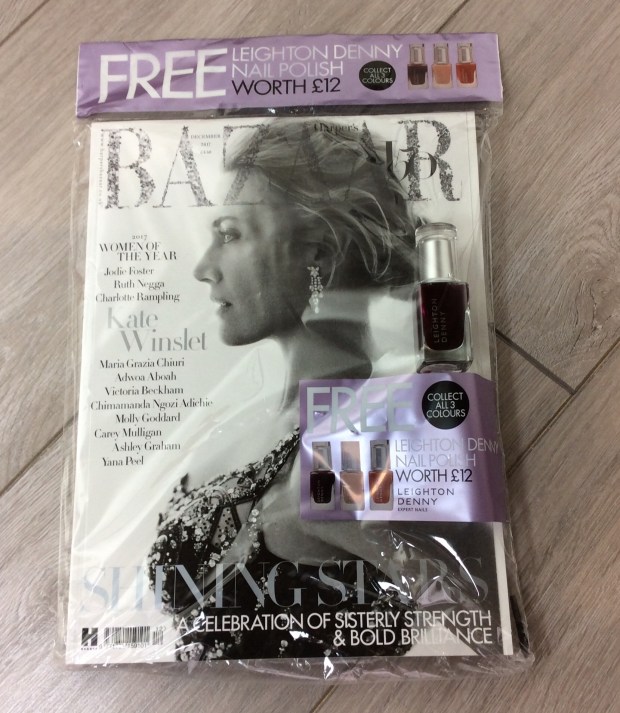 FREE
LEIGHTON DENNY
NAIL POLISH
WORTH £12
COLLECT
ALL 3
COLOURS
Harper's
BAZAAR
DECEMBER
2017
150
2017
WOMEN OF
THE YEAR
Jodie Foster
Ruth Negga
Charlotte Rampling
Kate
Winslet
Maria Grazia Chiuri
Adwoa Aboah
Victoria Beckham
Chimamanda Ngozi Adichie
Molly Goddard
Carey Mulligan
Ashley Graham
Yana Peel
LEIGHTON
DENNY
FREE
COLLECT
ALL 3
COLOURS
LEIGHTON DENNY
NAIL POLISH
WORTH £12
LEIGHTON
DENNY
EXPERT NAILS
SHINING STARS
A CELEBRATION OF SISTERLY STRENGTH
& BOLD BRILLIANCE
H